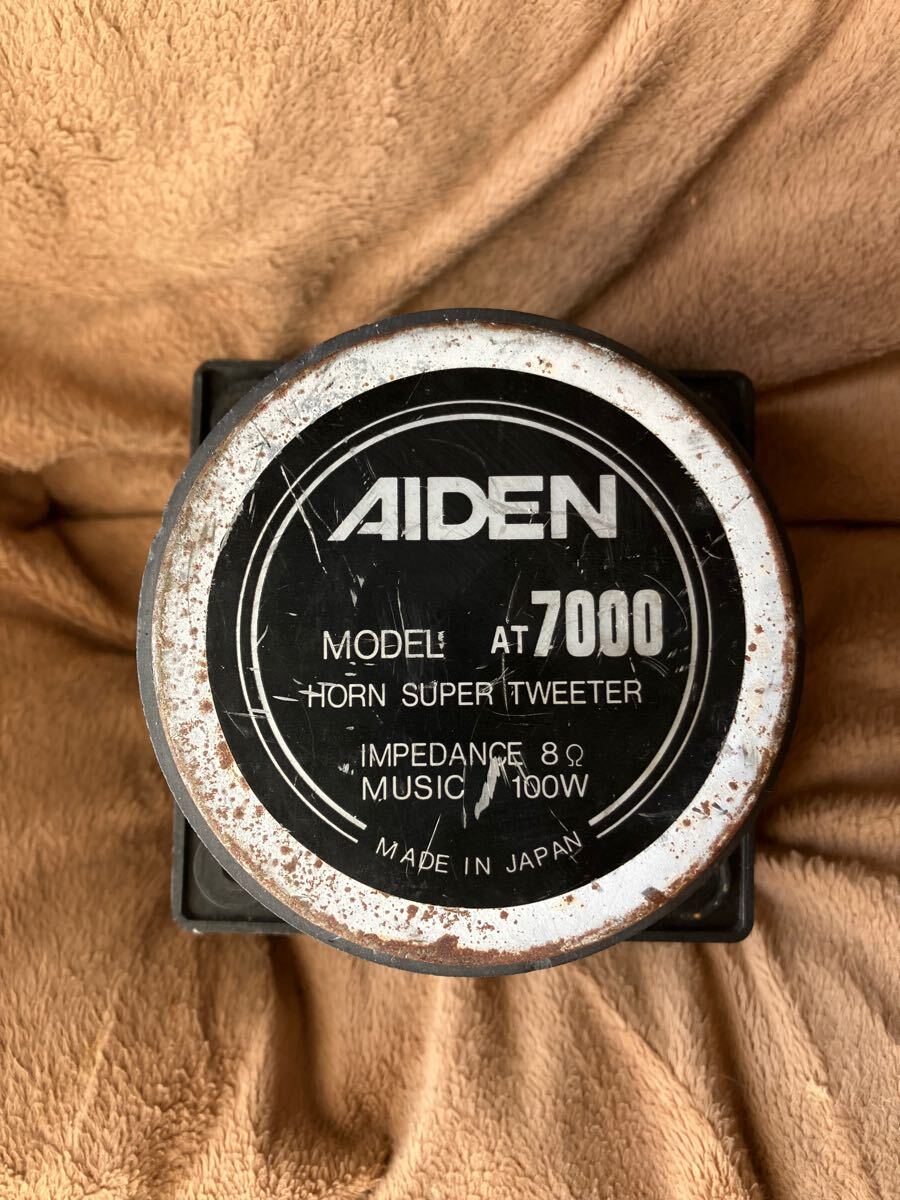 AIDEN
MODEL AT7000
HORN SUPER TWEETER
IMPEDANCE 8Ω
MUSIC 100W
MADE IN JAPAN